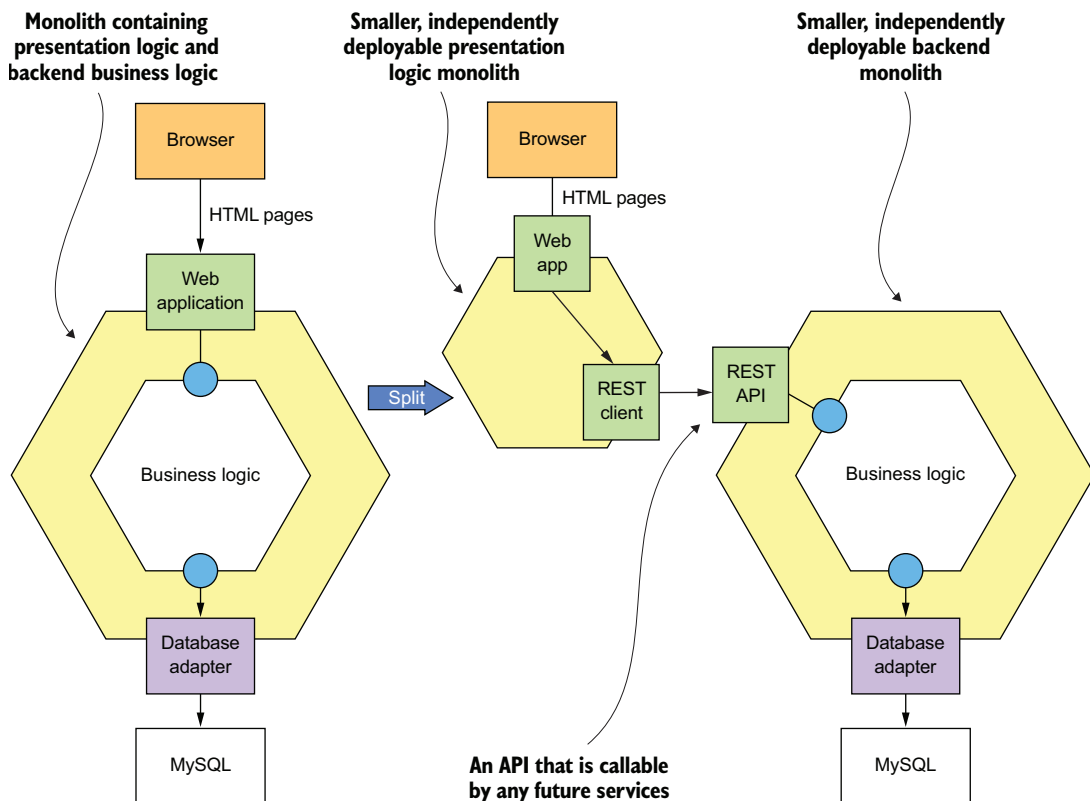 Monolith containing
presentation logic and
backend business logic
Smaller, independently
deployable presentation
logic monolith
Smaller, independently
deployable backend
monolith
Browser
HTML pages
Web
application
Business logic
Database
adapter
MySQL
Split
Browser
HTML pages
Web
app
REST
client
REST
API
Business logic
Database
adapter
MySQL
An API that is callable
by any future services